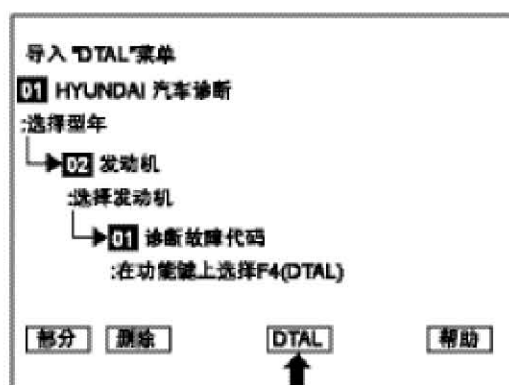 导入"DTAL"菜单
01 HYUNDAI 汽车诊断
:选择型年
02 发动机
:选择发动机
01 诊断故障代码
:在功能键上选择F4(DTAL)
部分 删除 DTAL 帮助